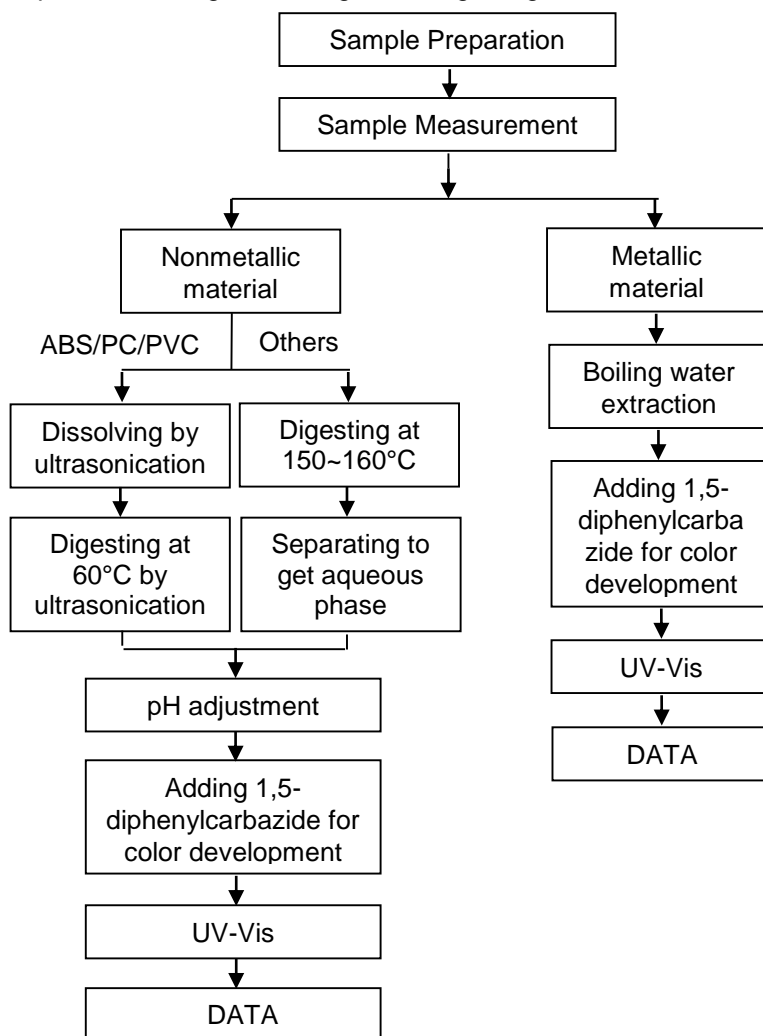 Sample Preparation
Sample Measurement
Nonmetallic
material
Metallic
material
ABS/PC/PVC
Others
Dissolving by
ultrasonication
Digesting at
150~160°C
Boiling water
extraction
Digesting at
60°C by
ultrasonication
Separating to
get aqueous
phase
Adding 1,5-
diphenylcarba
zide for color
development
pH adjustment
UV-Vis
DATA
Adding 1,5-
diphenylcarbazide for
color development
UV-Vis
DATA